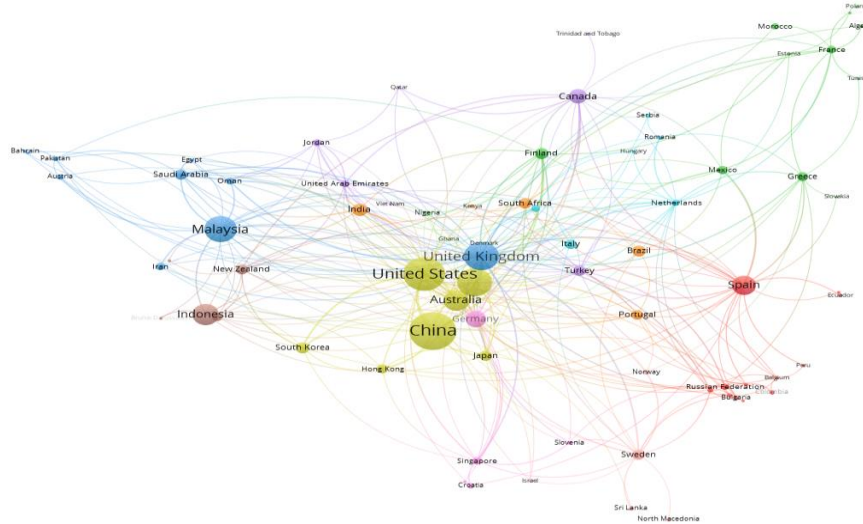 Poland
Morocco
Trinidad and Tobago
France
Estonia
Qatar
Canada
Serbia
Romania
Jordan
Bahrain
Pakistan
Egypt
Finland
Hungary
Austria
Saudi Arabia
Oman
United Arab Emirates
Mexico
Greece
Slovakia
Viet Nam
Kenya
South Africa
Netherlands
India
Nigeria
Malaysia
Ghana
Denmark
Italy
United Kingdom
Brazil
Iran
New Zealand
United States
Turkey
Spain
Ecuador
Australia
Indonesia
Germany
Portugal
China
South Korea
Japan
Hong Kong
Peru
Norway
Belgium
Russian Federation
Colombia
Bulgaria
Slovenia
Sweden
Singapore
Croatia
Israel
Sri Lanka
North Macedonia